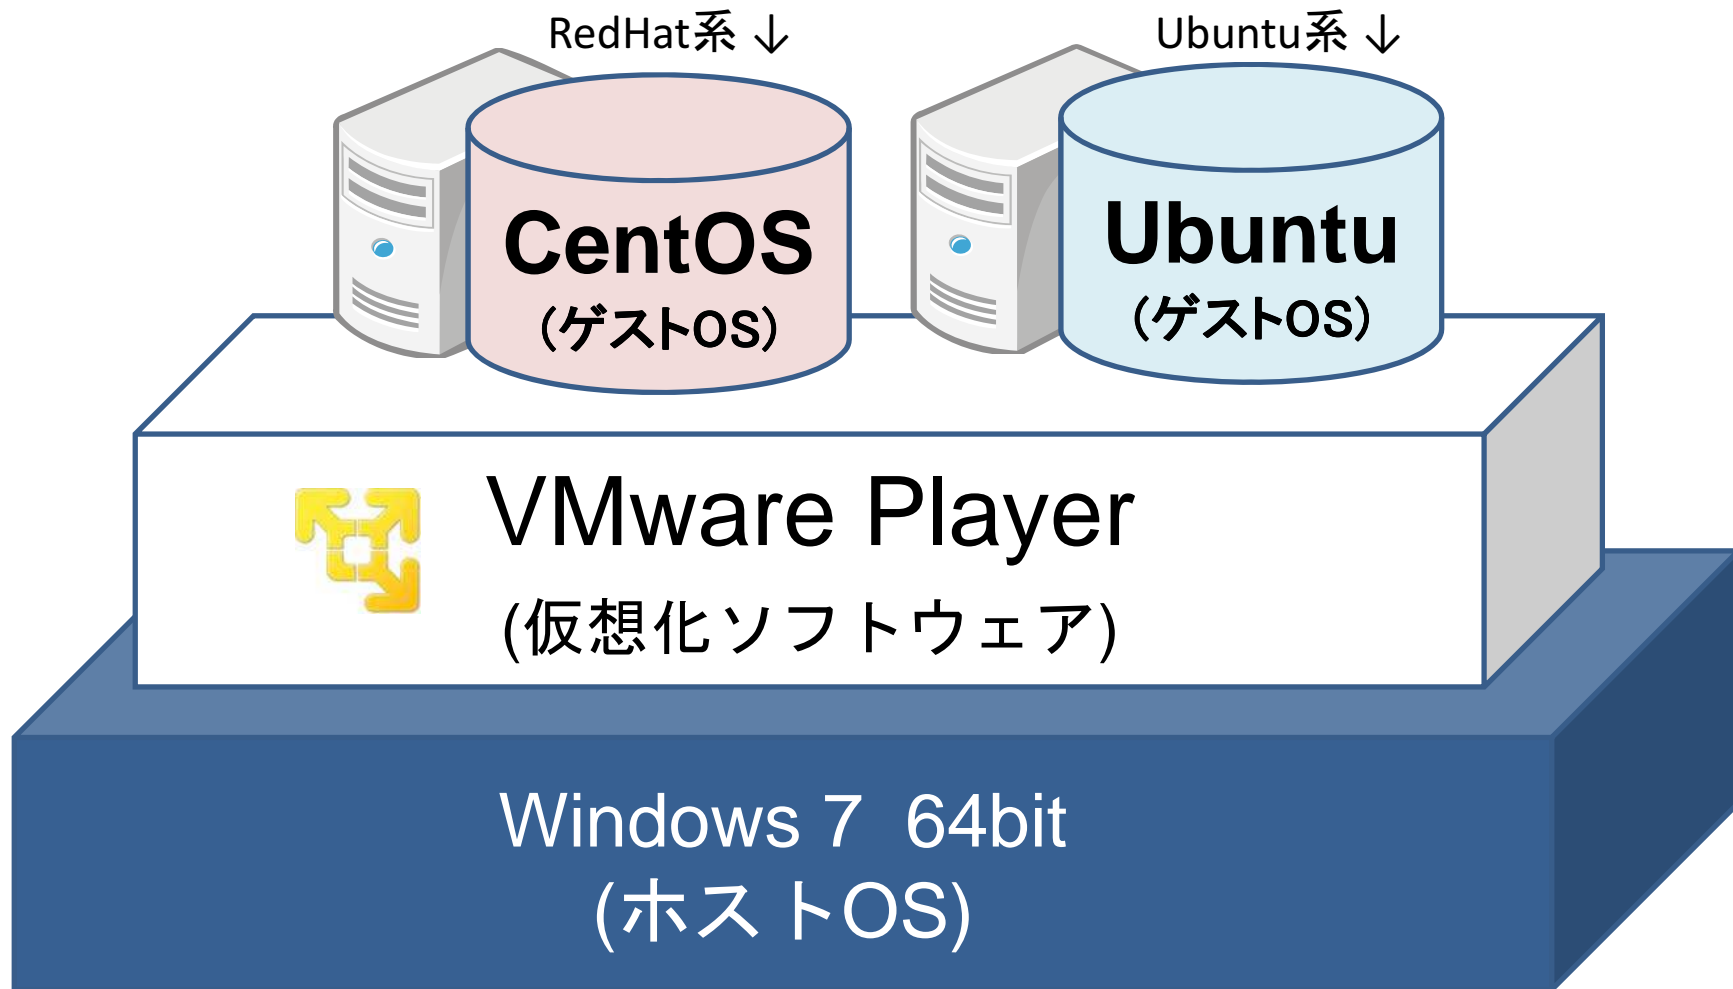 RedHat系 ↓
Ubuntu系 ↓
CentOS
(ゲストOS)
Ubuntu
(ゲストOS)
VMware Player
(仮想化ソフトウェア)
Windows 7 64bit
(ホストOS)